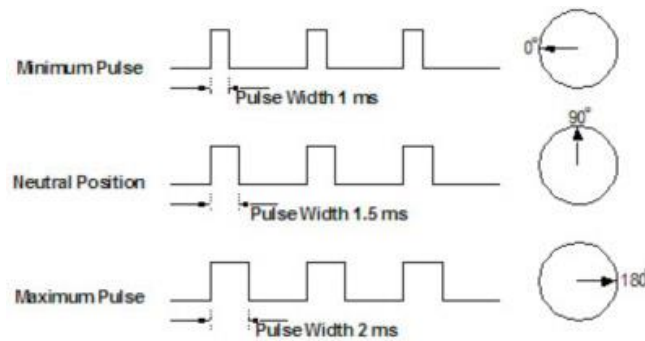 Minimum Pulse
0°
Pulse Width 1 ms
90°
Neutral Position
Pulse Width 1.5 ms
Maximum Pulse
180
Pulse Width 2 ms